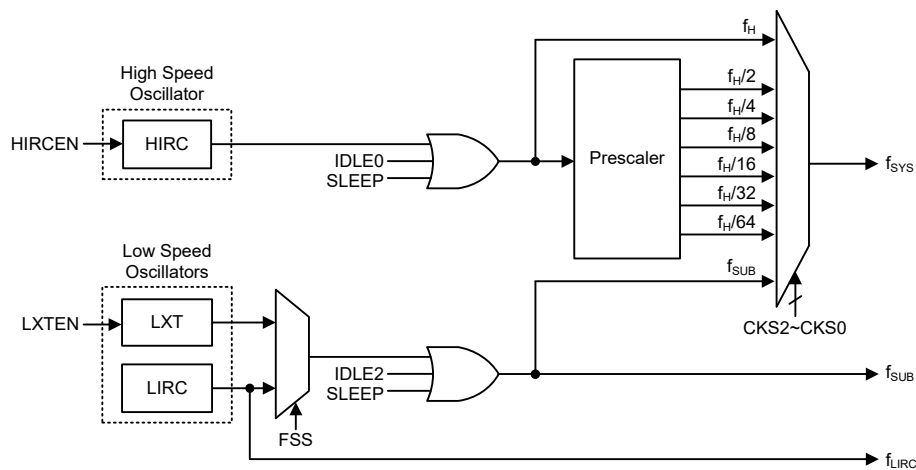 High Speed
Oscillator
HIRCEN
HIRC
IDLE0
SLEEP
Prescaler
fH
fH/2
fH/4
fH/8
fH/16
fH/32
fH/64
fSUB
CKS2~CKS0
fSYS
Low Speed
Oscillators
LXTEN
LXT
LIRC
FSS
IDLE2
SLEEP
fSUB
fLIRC